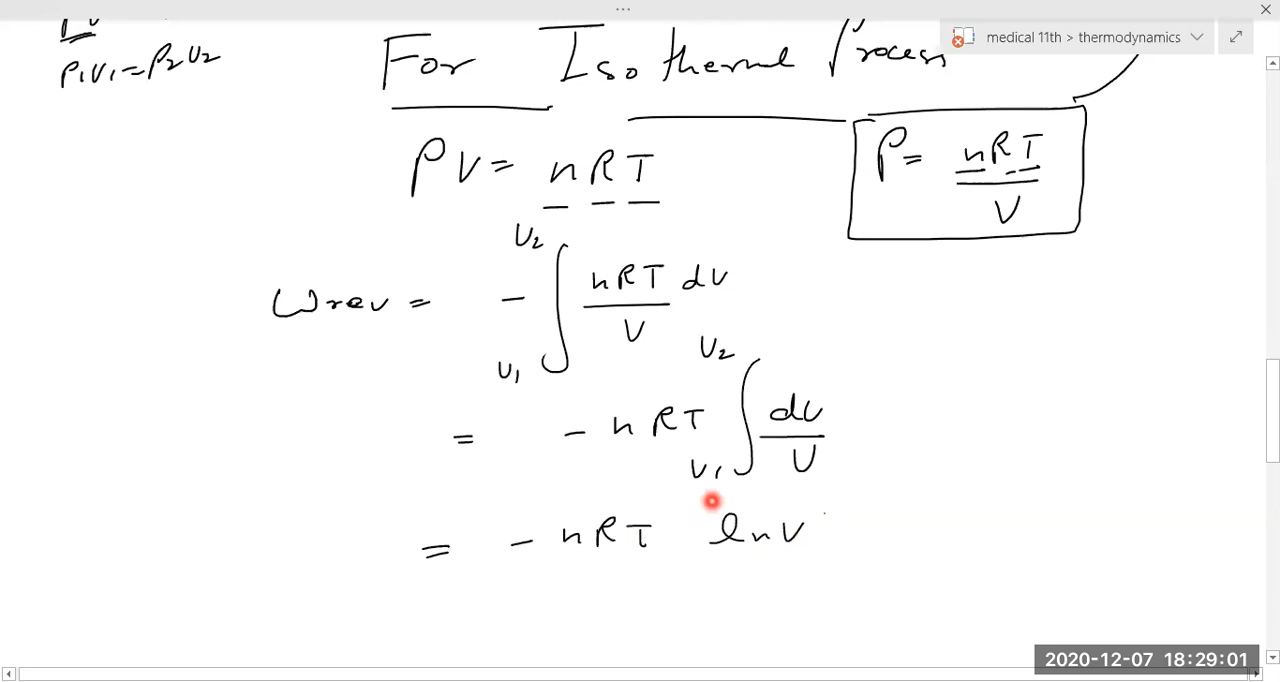 medical 11th > thermodynamics
P₁V₁=P₂V₂
For Isothermal Process
PV= nRT
P= nRT/V
Wrev = - ∫ V₁ V₂ nRT/V dV
= - nRT ∫ V₁ V₂ dV/V
= - nRT lnV
2020-12-07 18:29:01